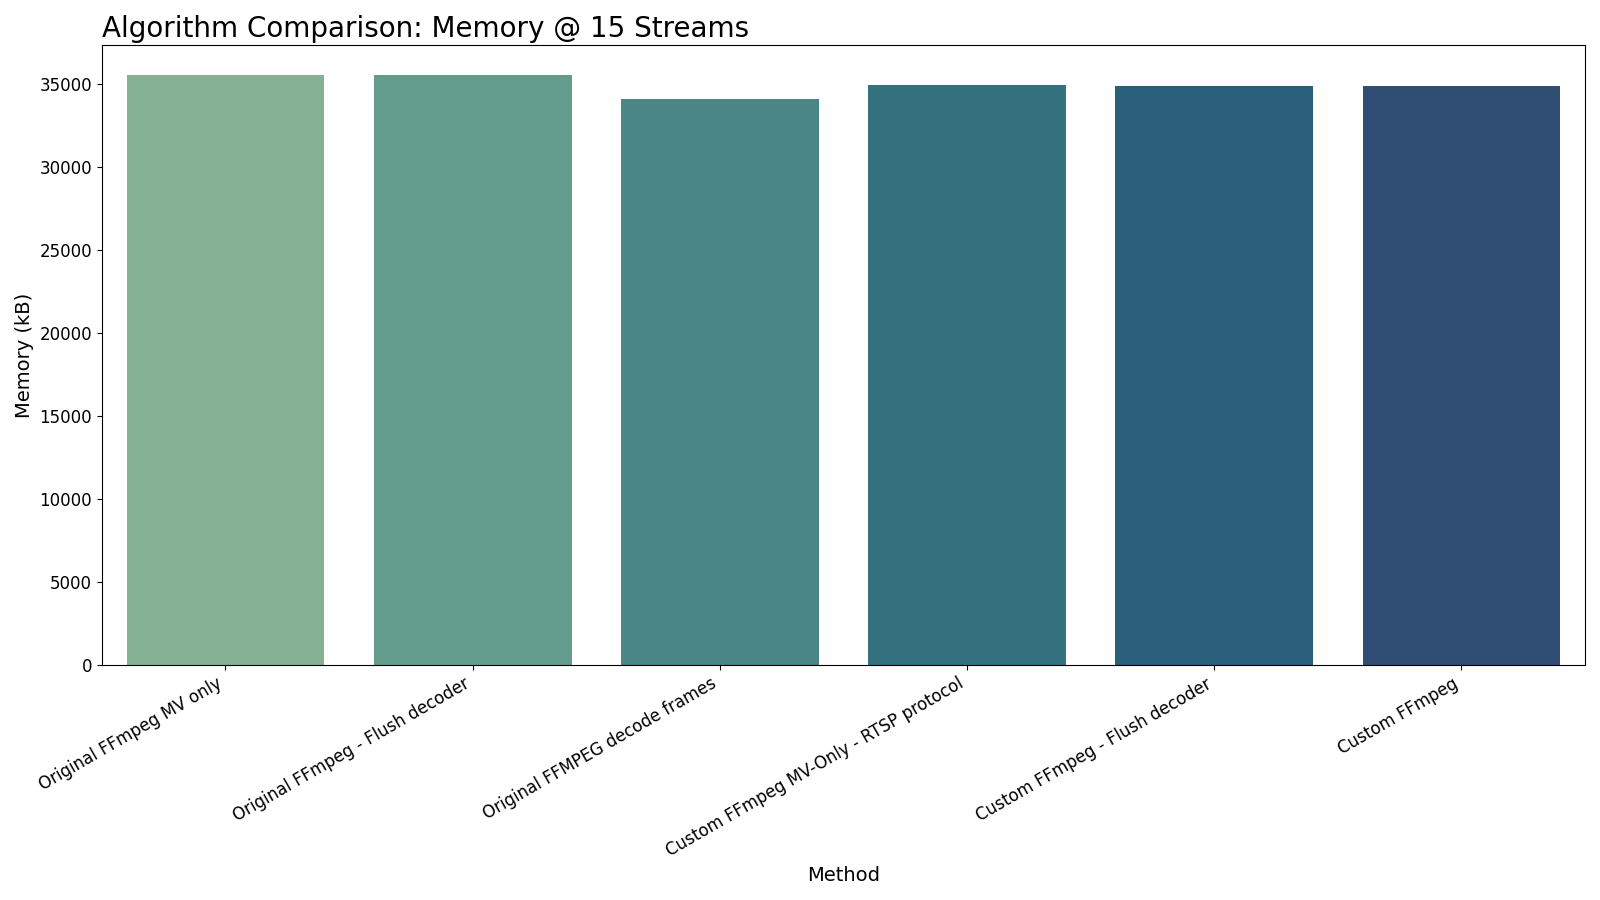 Algorithm Comparison: Memory @ 15 Streams
Memory (kB)
35000
30000
25000
20000
15000
10000
5000
0
Original FFmpeg MV only
Original FFmpeg - Flush decoder
Original FFMPEG decode frames
Custom FFmpeg MV-Only - RTSP protocol
Custom FFmpeg - Flush decoder
Custom FFmpeg
Method